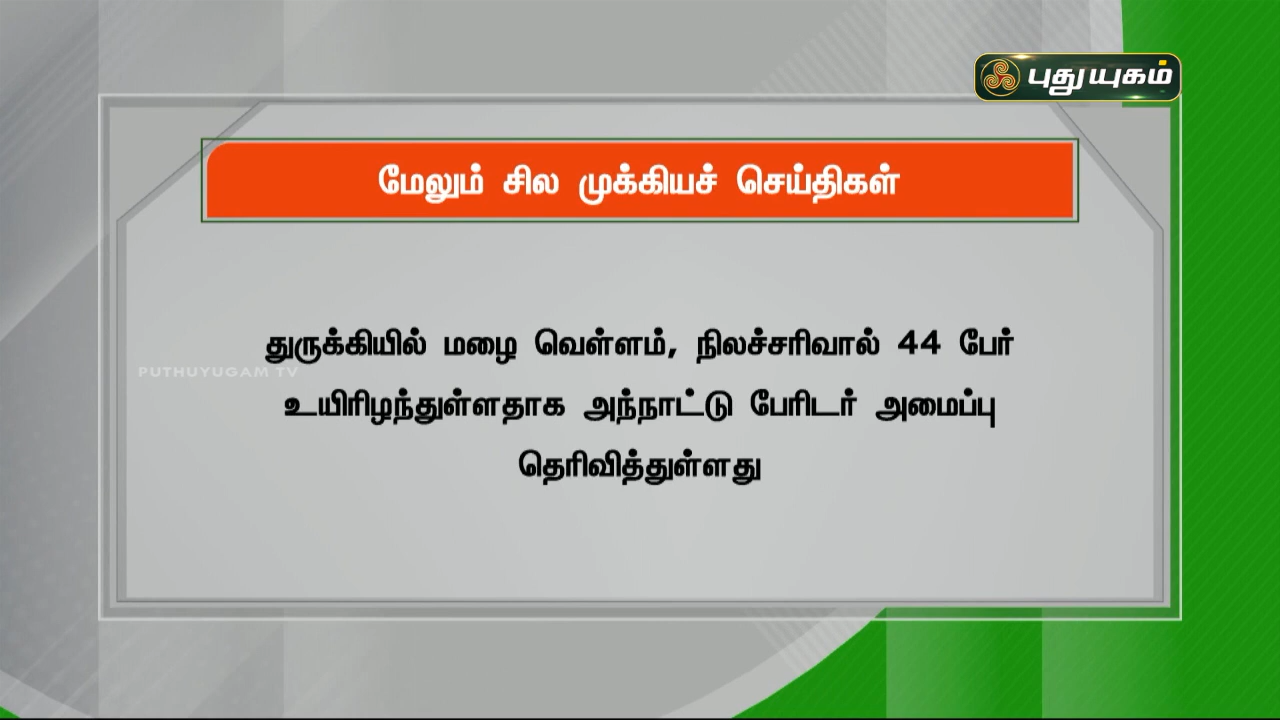 புதுயுகம்
மேலும் சில முக்கியச் செய்திகள்
துருக்கியில் மழை வெள்ளம், நிலச்சரிவால் 44 பேர்
PUTHUYUGAM TV
உயிரிழந்துள்ளதாக அந்நாட்டு பேரிடர் அமைப்பு
தெரிவித்துள்ளது